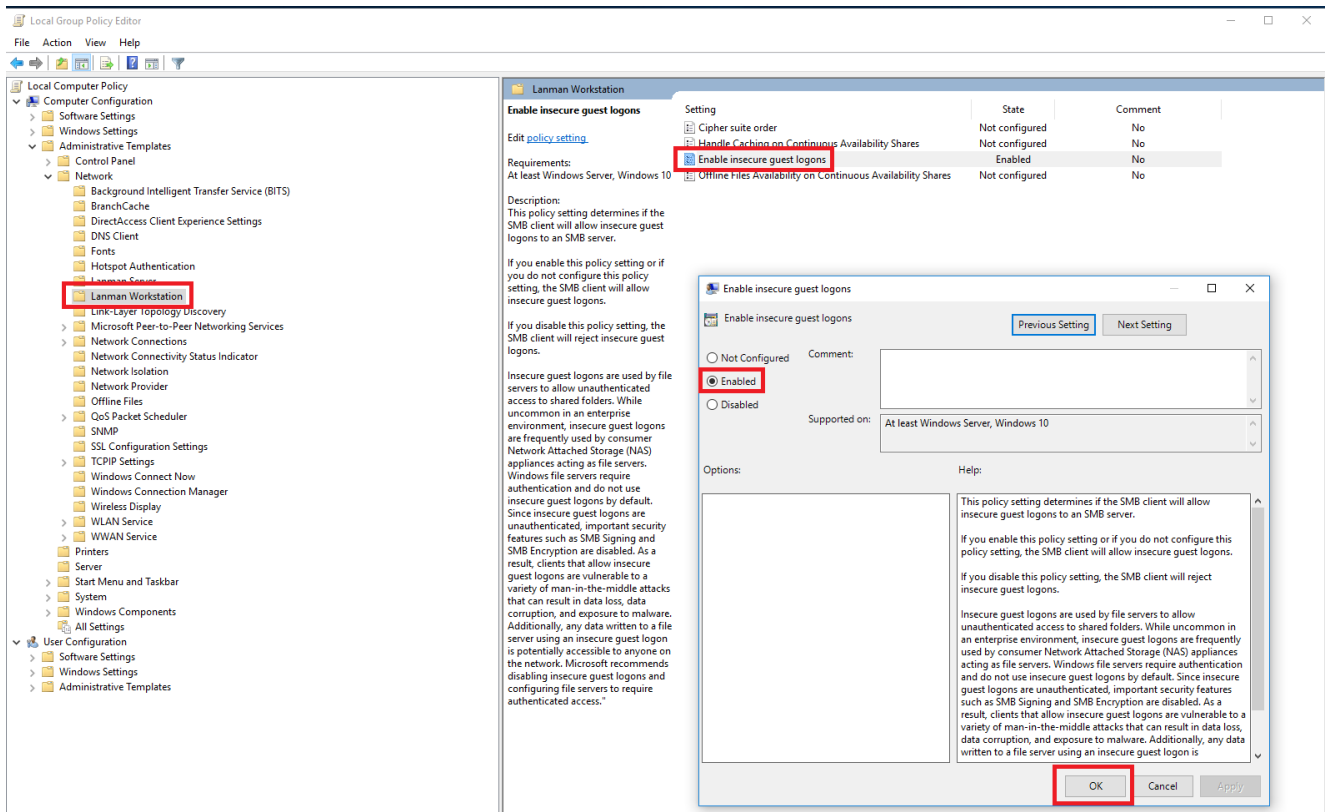 Local Group Policy Editor
File Action View Help
Local Computer Policy
Computer Configuration
Software Settings
Windows Settings
Administrative Templates
Control Panel
Network
Background Intelligent Transfer Service (BITS)
BranchCache
DirectAccess Client Experience Settings
DNS Client
Fonts
Hotspot Authentication
Lanman Server
Lanman Workstation
Link-Layer Topology Discovery
Microsoft Peer-to-Peer Networking Services
Network Connections
Network Connectivity Status Indicator
Network Isolation
Network Provider
Offline Files
QoS Packet Scheduler
SNMP
SSL Configuration Settings
TCPIP Settings
Windows Connect Now
Windows Connection Manager
Wireless Display
WLAN Service
WWAN Service
Printers
Server
Start Menu and Taskbar
System
Windows Components
All Settings
User Configuration
Software Settings
Windows Settings
Administrative Templates
Lanman Workstation
Enable insecure guest logons
Edit policy setting
Requirements:
At least Windows Server, Windows 10
Description:
This policy setting determines if the
SMB client will allow insecure guest
logons to an SMB server.
If you enable this policy setting or if
you do not configure this policy
setting, the SMB client will allow
insecure guest logons.
If you disable this policy setting, the
SMB client will reject insecure guest
logons.
Insecure guest logons are used by file
servers to allow unauthenticated
access to shared folders. While
uncommon in an enterprise
environment, insecure guest logons
are frequently used by consumer
Network Attached Storage (NAS)
appliances acting as file servers.
Windows file servers require
authentication and do not use
insecure guest logons by default.
Since insecure guest logons are
unauthenticated, important security
features such as SMB Signing and
SMB Encryption are disabled. As a
result, clients that allow insecure
guest logons are vulnerable to a
variety of man-in-the-middle attacks
that can result in data loss, data
corruption, and exposure to malware.
Additionally, any data written to a file
server using an insecure guest logon
is potentially accessible to anyone on
the network. Microsoft recommends
disabling insecure guest logons and
configuring file servers to require
authenticated access."
Setting State Comment
Cipher suite order Not configured No
Handle Caching on Continuous Availability Shares Not configured No
Enable insecure guest logons Enabled No
Offline Files Availability on Continuous Availability Shares Not configured No
Enable insecure guest logons
Enable insecure guest logons
Previous Setting Next Setting
Not Configured Comment:
Enabled
Disabled
Supported on: At least Windows Server, Windows 10
Options: Help:
This policy setting determines if the SMB client will allow
insecure guest logons to an SMB server.
If you enable this policy setting or if you do not configure this
policy setting, the SMB client will allow insecure guest logons.
If you disable this policy setting, the SMB client will reject
insecure guest logons.
Insecure guest logons are used by file servers to allow
unauthenticated access to shared folders. While uncommon in
an enterprise environment, insecure guest logons are frequently
used by consumer Network Attached Storage (NAS) appliances
acting as file servers. Windows file servers require authentication
and do not use insecure guest logons by default. Since insecure
guest logons are unauthenticated, important security features
such as SMB Signing and SMB Encryption are disabled. As a
result, clients that allow insecure guest logons are vulnerable to a
variety of man-in-the-middle attacks that can result in data loss,
data corruption, and exposure to malware. Additionally, any data
written to a file server using an insecure guest logon is
OK Cancel Apply